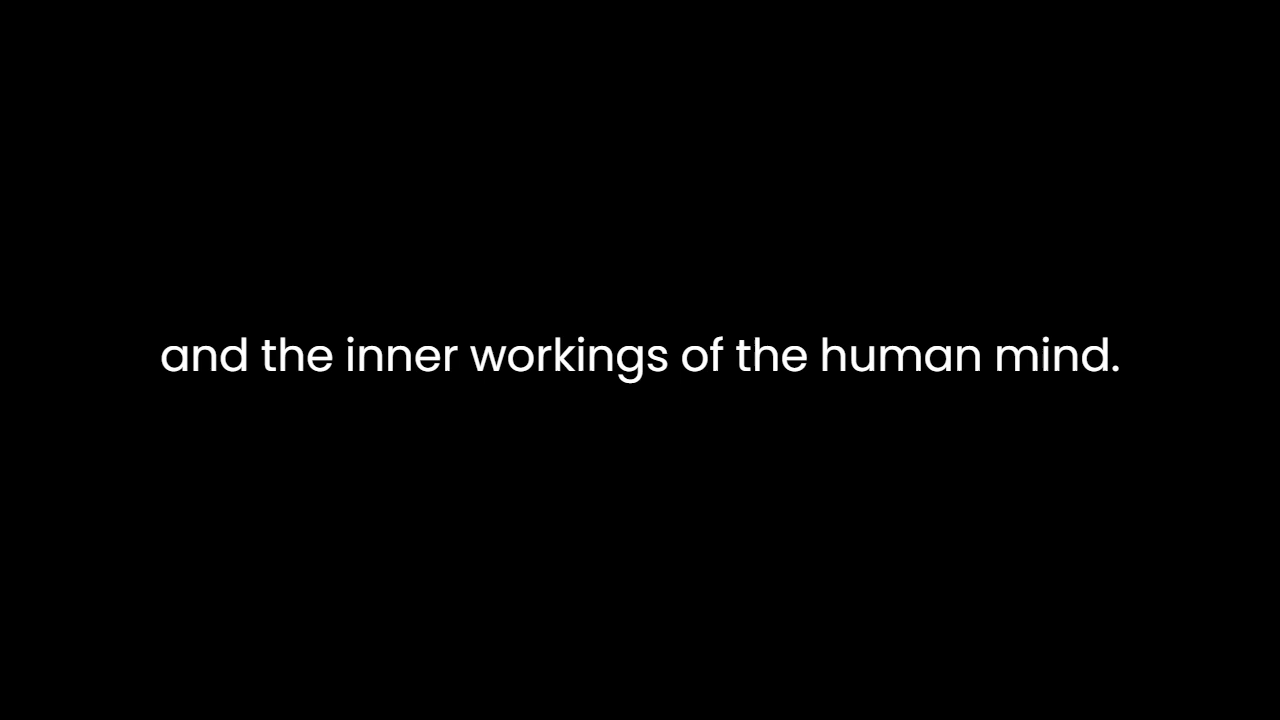 and the inner workings of the human mind.